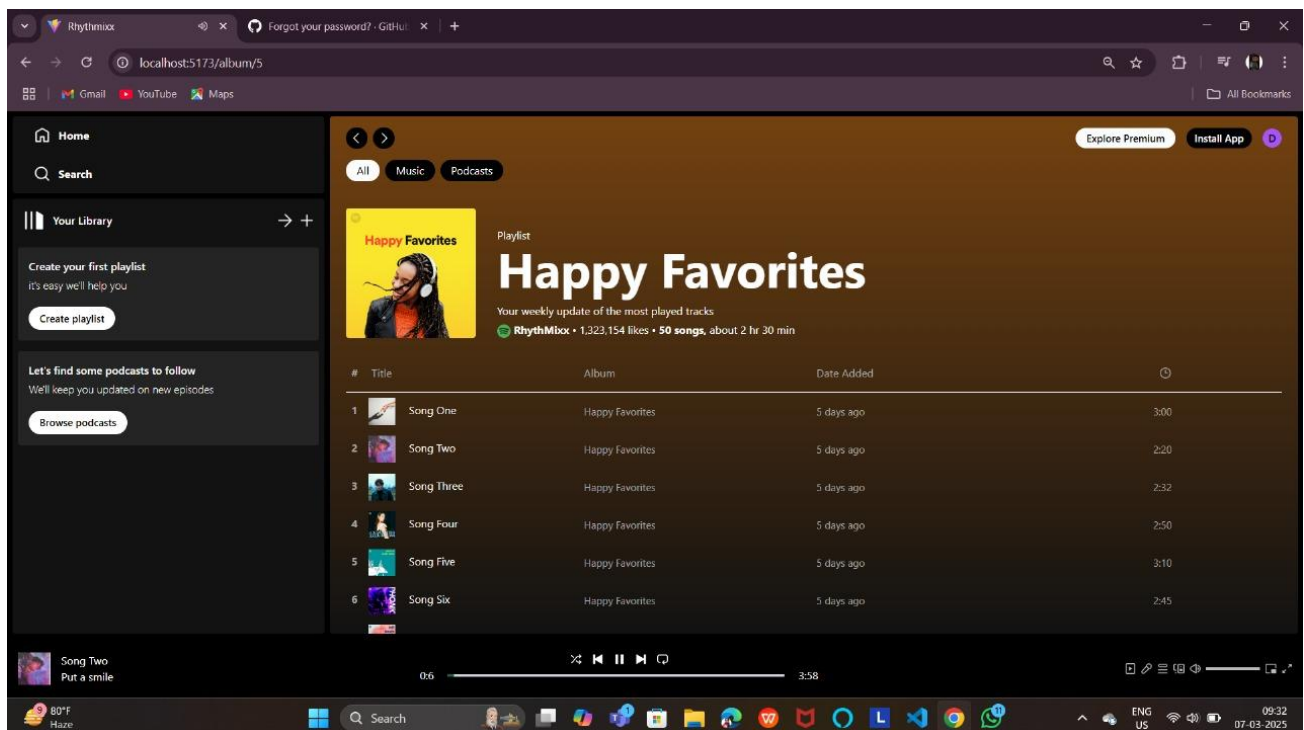 Rhythmixx
Forgot your password? · GitHub
localhost:5173/album/5
Gmail YouTube Maps
All Bookmarks
Home
Search
Your Library
Create your first playlist
it's easy we'll help you
Create playlist
Let's find some podcasts to follow
We'll keep you updated on new episodes
Browse podcasts
Explore Premium Install App D
All Music Podcasts
Happy Favorites
Playlist
Happy Favorites
Your weekly update of the most played tracks
RhythMixx • 1,323,154 likes • 50 songs, about 2 hr 30 min
# Title Album Date Added
1 Song One Happy Favorites 5 days ago 3:00
2 Song Two Happy Favorites 5 days ago 2:20
3 Song Three Happy Favorites 5 days ago 2:32
4 Song Four Happy Favorites 5 days ago 2:50
5 Song Five Happy Favorites 5 days ago 3:10
6 Song Six Happy Favorites 5 days ago 2:45
Song Two
Put a smile
0:6 3:58
9
80°F
Haze
Search
1
L
11
ENG
US
09:32
07-03-2025